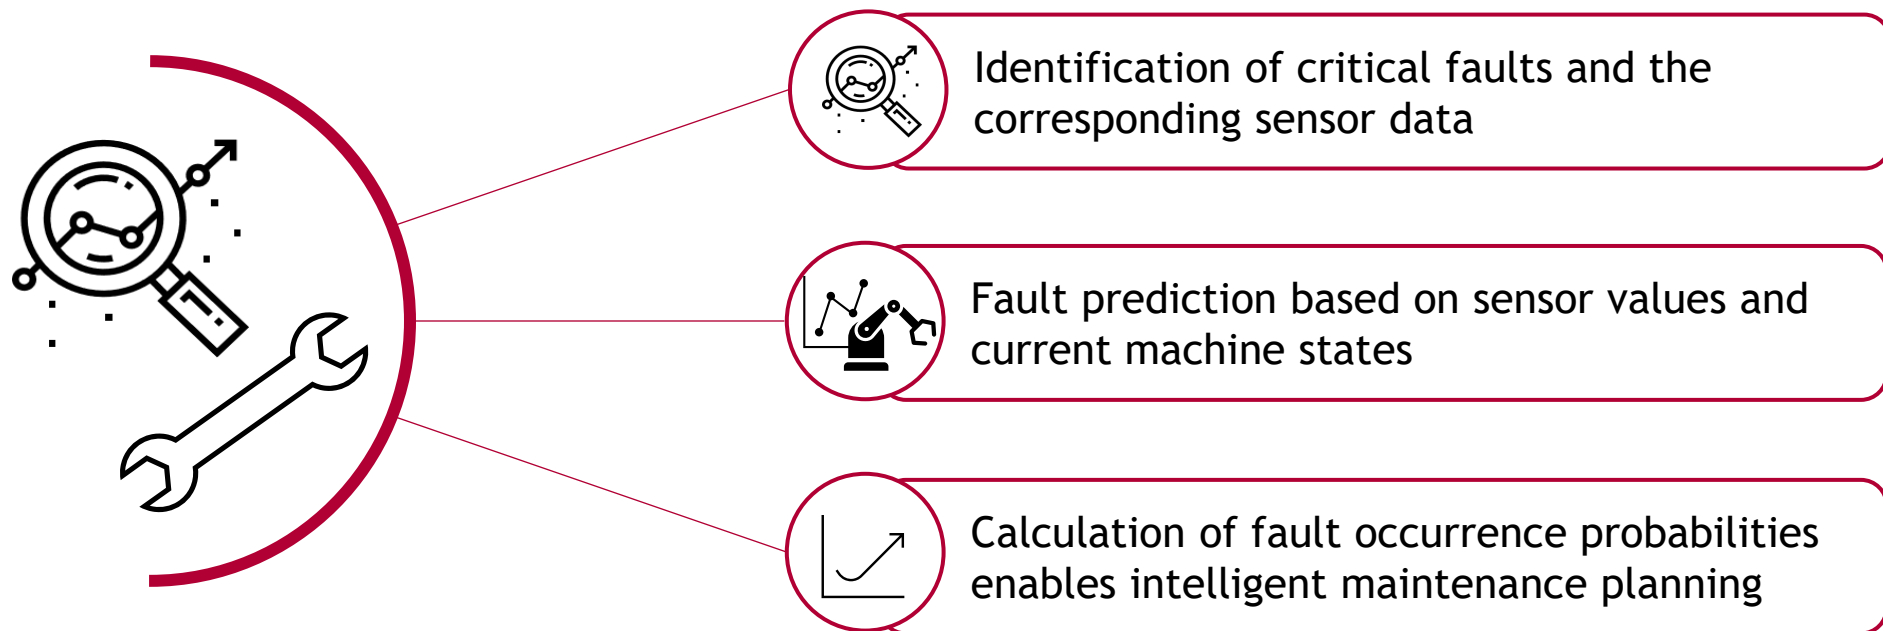 Identification of critical faults and the
corresponding sensor data
Fault prediction based on sensor values and
current machine states
Calculation of fault occurrence probabilities
enables intelligent maintenance planning